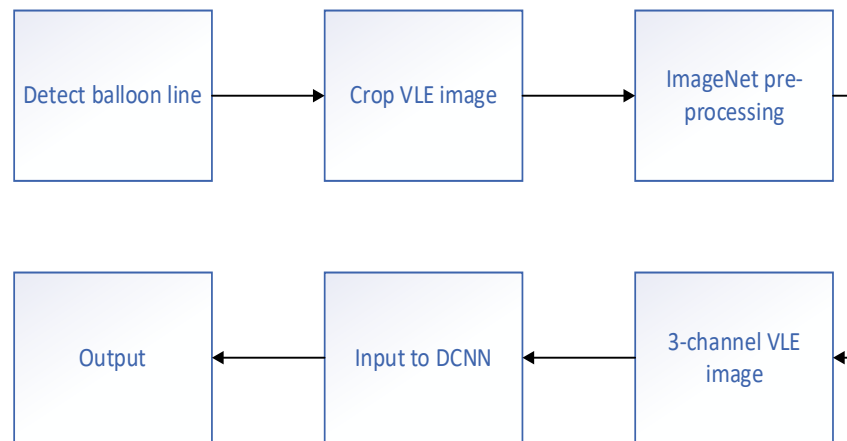 Detect balloon line
Crop VLE image
ImageNet pre-
processing
3-channel VLE
image
Input to DCNN
Output